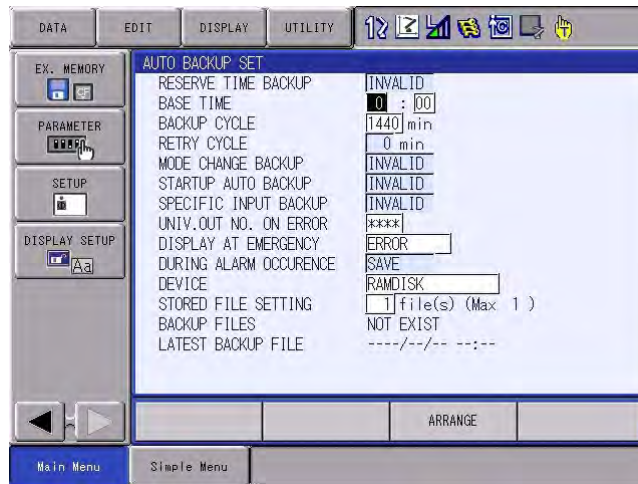 DATA EDIT DISPLAY UTILITY
EX. MEMORY
CF
PARAMETER
SETUP
DISPLAY SETUP
Aa
AUTO BACKUP SET
RESERVE TIME BACKUP INVALID
BASE TIME 0 : 00
BACKUP CYCLE 1440 min
RETRY CYCLE 0 min
MODE CHANGE BACKUP INVALID
STARTUP AUTO BACKUP INVALID
SPECIFIC INPUT BACKUP INVALID
UNIV.OUT NO. ON ERROR ****
DISPLAY AT EMERGENCY ERROR
DURING ALARM OCCURENCE SAVE
DEVICE RAMDISK
STORED FILE SETTING 1 file(s) (Max 1 )
BACKUP FILES NOT EXIST
LATEST BACKUP FILE ----/--/-- --:--
ARRANGE
Main Menu Simple Menu